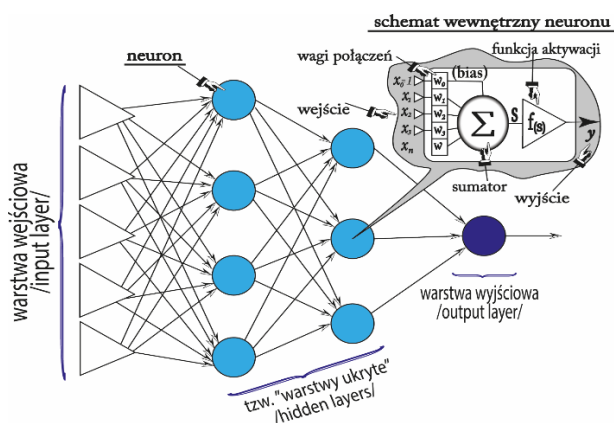 schemat wewnętrzny neuronu
wagi połączeń
funkcja aktywacji
neuron
x₀=1 w₀ (bias)
x₁ w₁
x₂ w₂
x₃ w₃
xₙ w
Σ
S
f(s)
y
wejście
sumator
wyjście
warstwa wejściowa
/input layer/
warstwa wyjściowa
/output layer/
tzw. "warstwy ukryte"
/hidden layers/